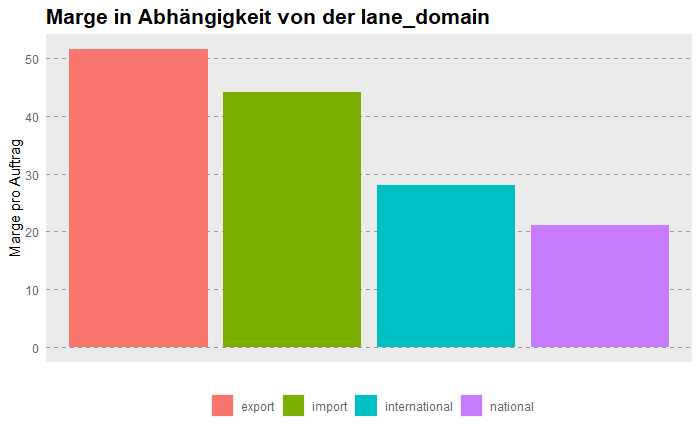 Marge in Abhängigkeit von der lane_domain
Marge pro Auftrag
50
40
30
20
10
0
export import international national